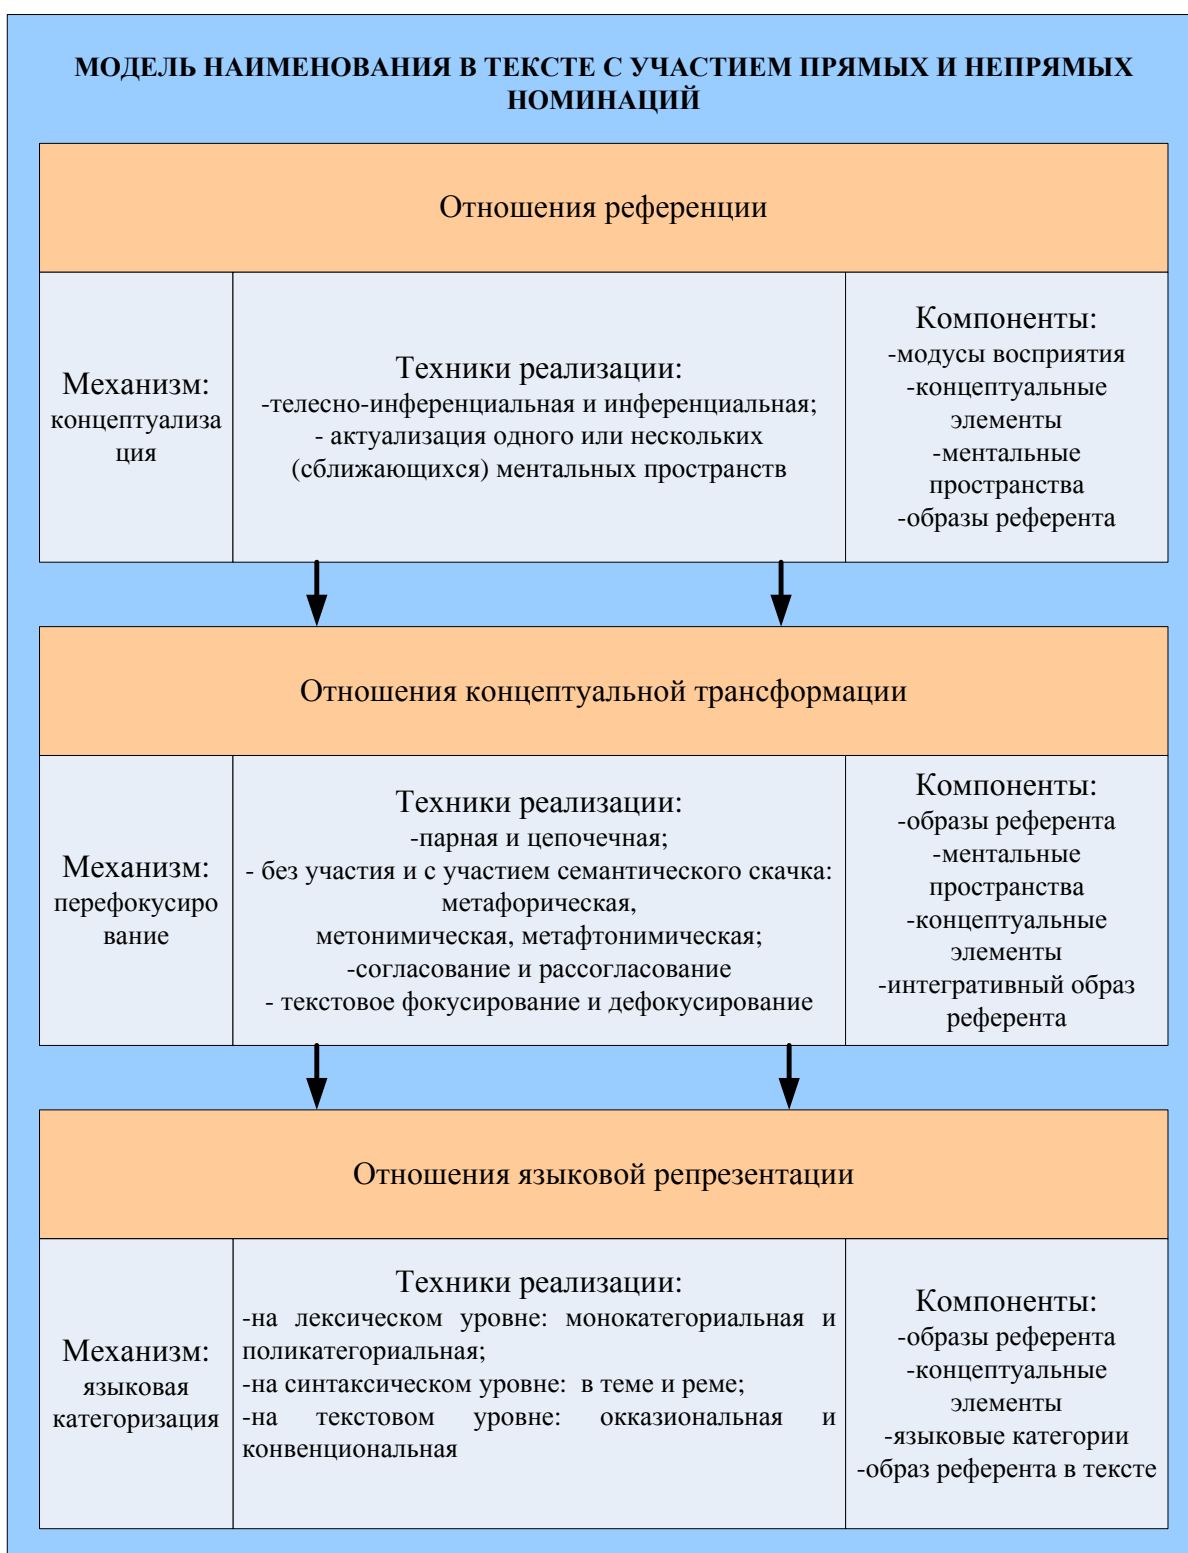 МОДЕЛЬ НАИМЕНОВАНИЯ В ТЕКСТЕ С УЧАСТИЕМ ПРЯМЫХ И НЕПРЯМЫХ
НОМИНАЦИЙ
Отношения референции
Механизм:
концептуализа
ция
Техники реализации:
-телесно-инференциальная и инференциальная;
- актуализация одного или нескольких
(сближающихся) ментальных пространств
Компоненты:
-модусы восприятия
-концептуальные
элементы
-ментальные
пространства
-образы референта
Отношения концептуальной трансформации
Механизм:
перефокусиро
вание
Техники реализации:
-парная и цепочечная;
- без участия и с участием семантического скачка:
метафорическая,
метонимическая, метафтонимическая;
-согласование и рассогласование
- текстовое фокусирование и дефокусирование
Компоненты:
-образы референта
-ментальные
пространства
-концептуальные
элементы
-интегративный образ
референта
Отношения языковой репрезентации
Механизм:
языковая
категоризация
Техники реализации:
-на лексическом уровне: монокатегориальная и
поликатегориальная;
-на синтаксическом уровне: в теме и реме;
-на текстовом уровне: окказиональная и
конвенциональная
Компоненты:
-образы референта
-концептуальные
элементы
-языковые категории
-образ референта в тексте